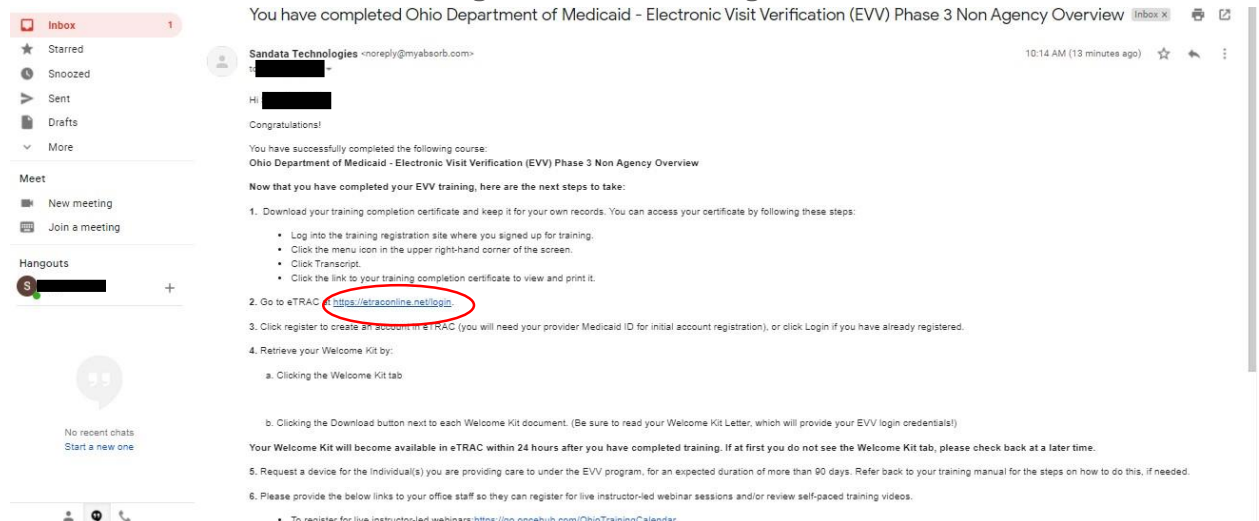 You have completed Ohio Department of Medicaid - Electronic Visit Verification (EVV) Phase 3 Non Agency Overview Inbox x
Inbox 1
Starred
Snoozed
Sent
Drafts
More
Meet
New meeting
Join a meeting
Hangouts
S
No recent chats
Start a new one
Sandata Technologies <noreply@myabsorb.com> 10:14 AM (13 minutes ago)
to
Hi
Congratulations!
You have successfully completed the following course:
Ohio Department of Medicaid - Electronic Visit Verification (EVV) Phase 3 Non Agency Overview
Now that you have completed your EVV training, here are the next steps to take:
1. Download your training completion certificate and keep it for your own records. You can access your certificate by following these steps:
• Log into the training registration site where you signed up for training.
• Click the menu icon in the upper right-hand corner of the screen.
• Click Transcript.
• Click the link to your training completion certificate to view and print it.
2. Go to eTRAC at https://etraconline.net/login.
3. Click register to create an account in eTRAC (you will need your provider Medicaid ID for initial account registration), or click Login if you have already registered.
4. Retrieve your Welcome Kit by:
a. Clicking the Welcome Kit tab
b. Clicking the Download button next to each Welcome Kit document. (Be sure to read your Welcome Kit Letter, which will provide your EVV login credentials!)
Your Welcome Kit will become available in eTRAC within 24 hours after you have completed training. If at first you do not see the Welcome Kit tab, please check back at a later time.
5. Request a device for the Individual(s) you are providing care to under the EVV program, for an expected duration of more than 90 days. Refer back to your training manual for the steps on how to do this, if needed.
6. Please provide the below links to your office staff so they can register for live instructor-led webinar sessions and/or review self-paced training videos.
• To register for live instructor-led webinars:https://go.oncehub.com/OhioTrainingCalendar